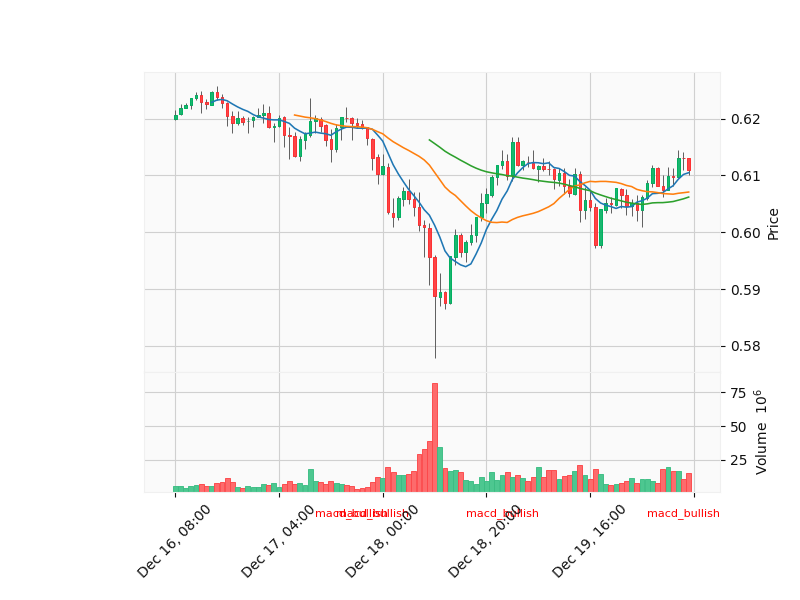 0.62
0.61
0.60
0.59
0.58
Price
75
50
25
Volume 10⁶
macd_bullish
macd_bullish
macd_bullish
macd_bullish
Dec 16, 08:00
Dec 17, 04:00
Dec 18, 00:00
Dec 18, 20:00
Dec 19, 16:00